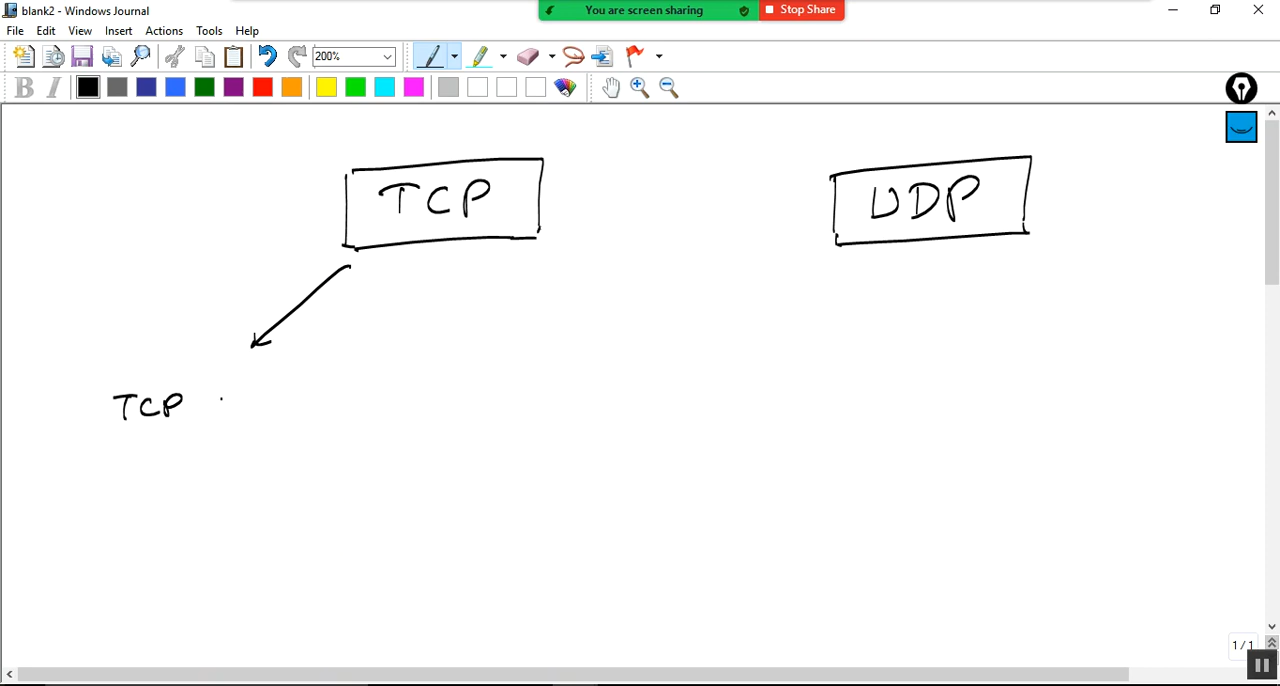 blank2 - Windows Journal
You are screen sharing
Stop Share
File Edit View Insert Actions Tools Help
200%
B I
TCP
UDP
TCP
1 / 1